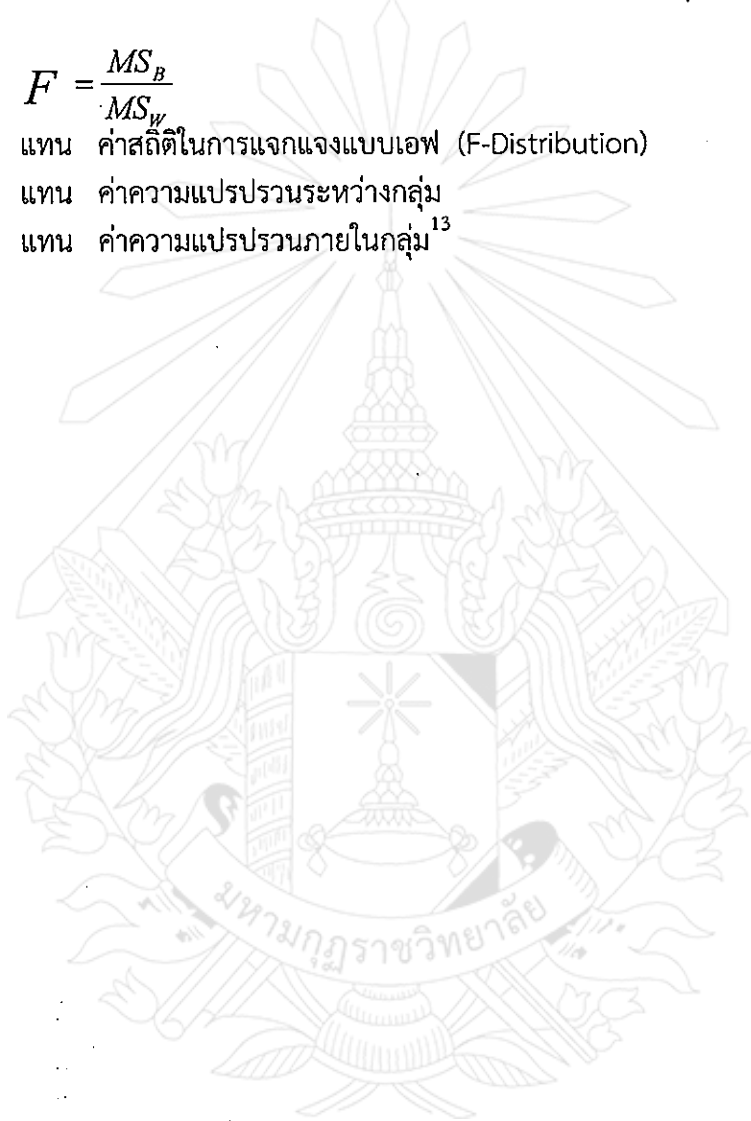 F = MS_B / MS_W
แทน ค่าสถิติในการแจกแจงแบบเอฟ (F-Distribution)
แทน ค่าความแปรปรวนระหว่างกลุ่ม
แทน ค่าความแปรปรวนภายในกลุ่ม¹³
มหามกุฏราชวิทยาลัย